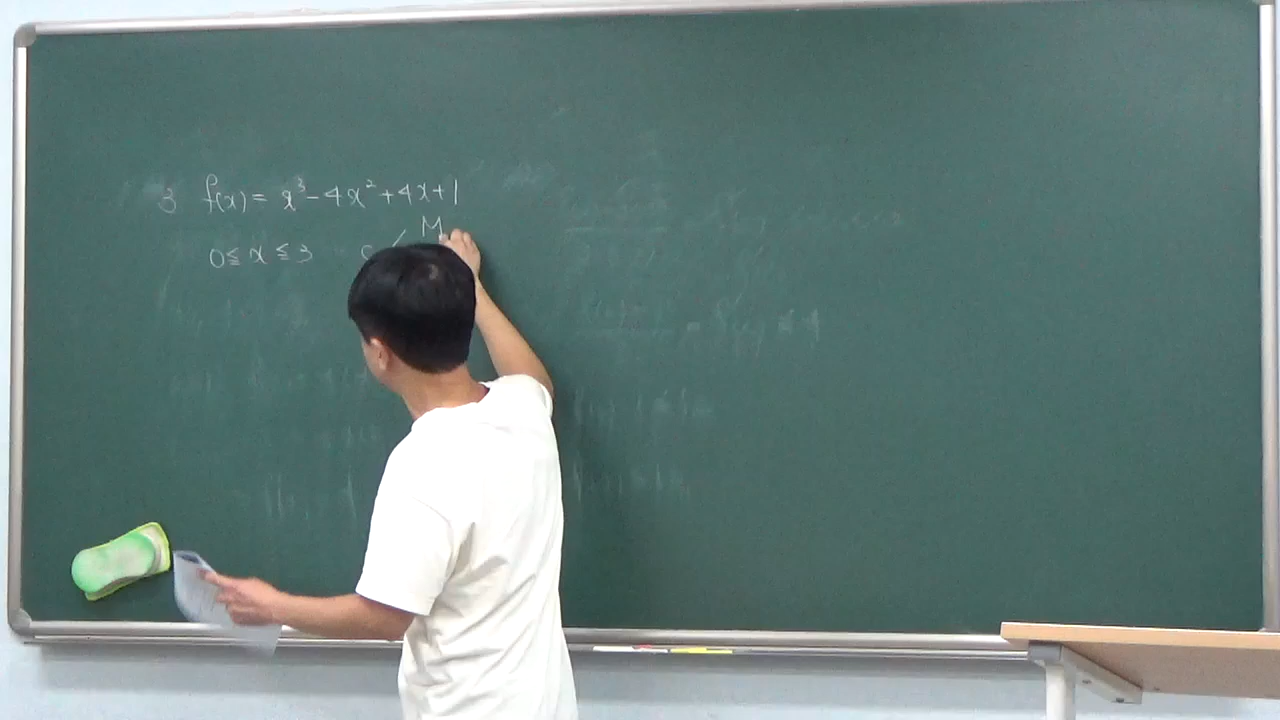 3 f(x) = x³ - 4x² + 4x + 1
M
0 ≦ x ≦ 3